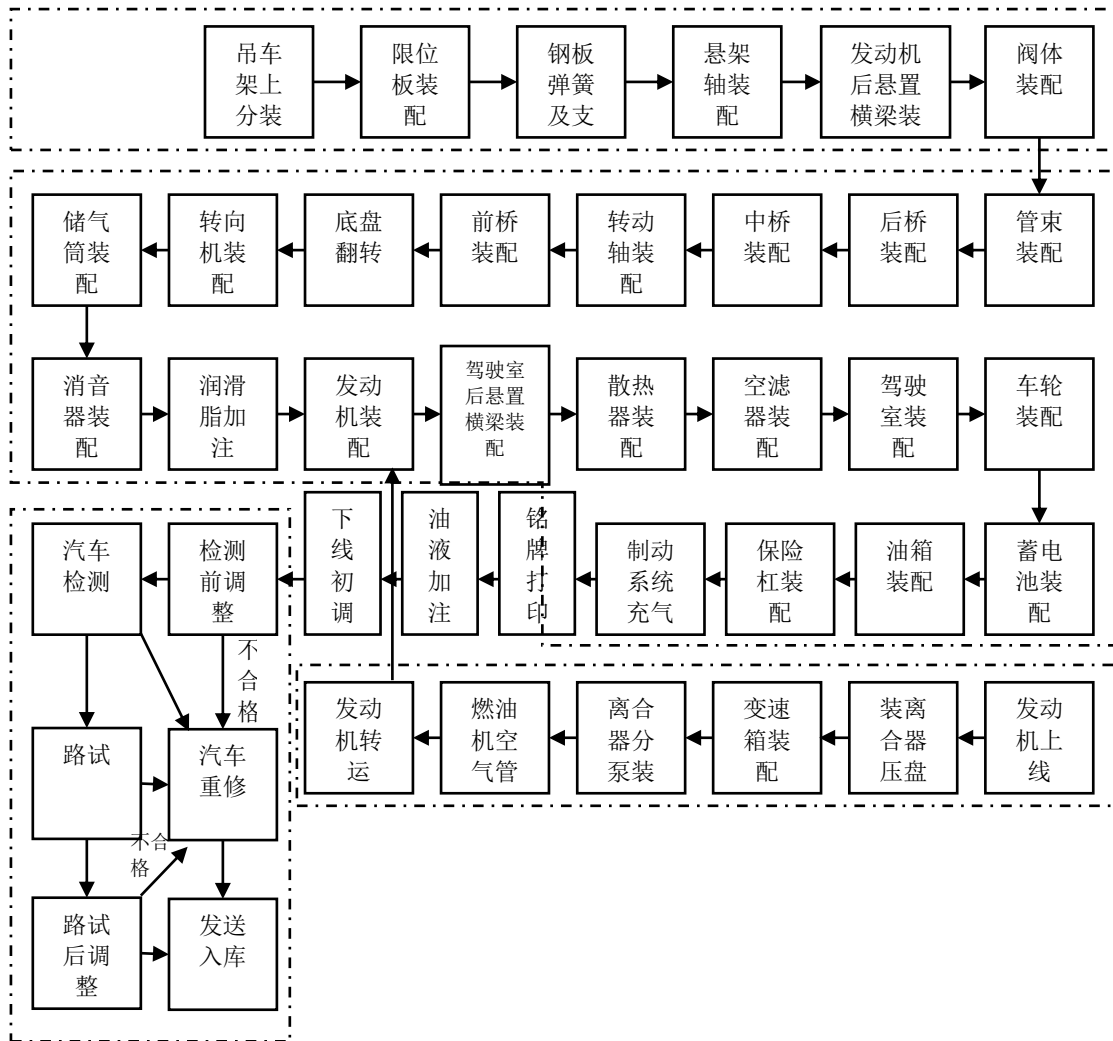 吊车
架上
分装
限位
板装
配
钢板
弹簧
及支
悬架
轴装
配
发动机
后悬置
横梁装
阀体
装配
储气
筒装
配
转向
机装
配
底盘
翻转
前桥
装配
转动
轴装
配
中桥
装配
后桥
装配
管束
装配
消音
器装
配
润滑
脂加
注
发动
机装
配
驾驶室
后悬置
横梁装
配
散热
器装
配
空滤
器装
配
驾驶
室装
配
车轮
装配
汽车
检测
检测
前调
整
下
线
初
调
油
液
加
注
铭
牌
打
印
制动
系统
充气
保险
杠装
配
油箱
装配
蓄电
池装
配
不
合
格
发动
机转
运
燃油
机空
气管
离合
器分
泵装
变速
箱装
配
装离
合器
压盘
发动
机上
线
路试
汽车
重修
不合
格
路试
后调
整
发送
入库